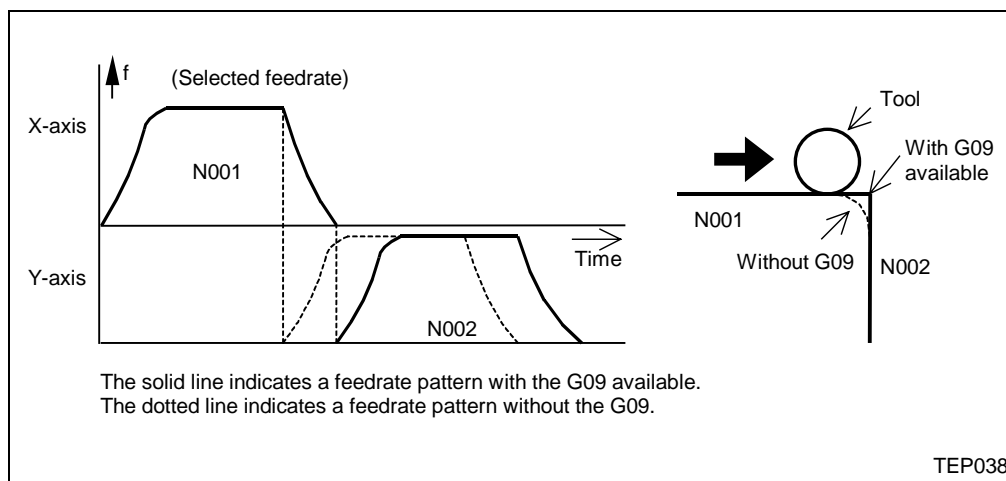 f
(Selected feedrate)
X-axis
N001
Time
Y-axis
N002
Tool
With G09
available
N001
Without G09
N002
The solid line indicates a feedrate pattern with the G09 available.
The dotted line indicates a feedrate pattern without the G09.
TEP038